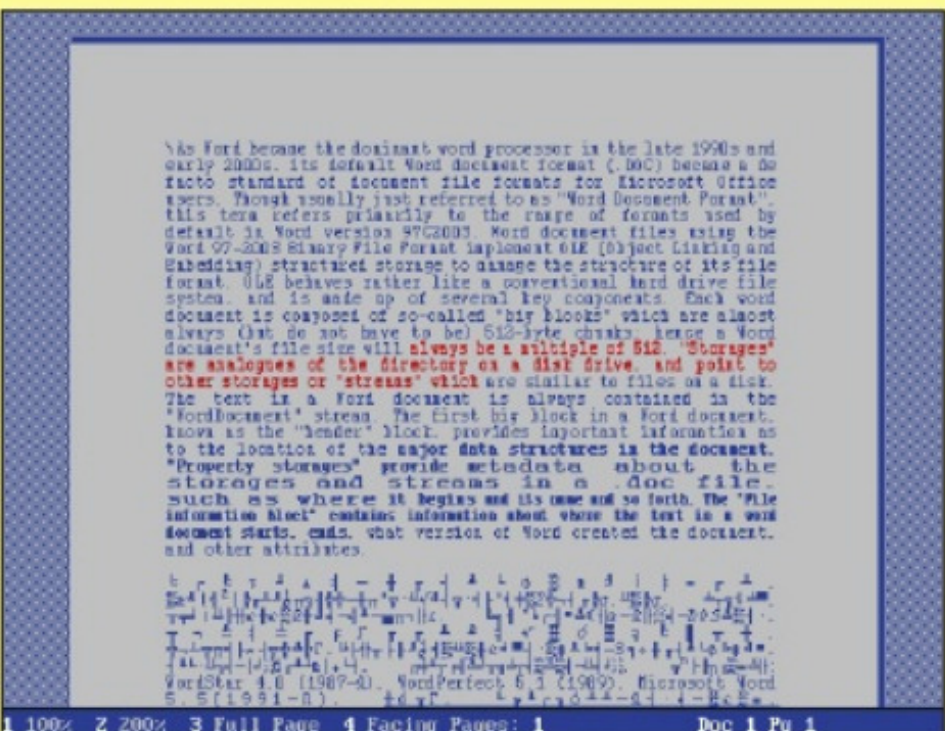 \As Word became the dominant word processor in the late 1990s and
early 2000s, its default Word document format (.DOC) became a de
facto standard of document file formats for Microsoft Office
users. Though usually just referred to as "Word Document Format",
this term refers primarily to the range of formats used by
default in Word version 97C2003. Word document files using the
Word 97-2003 Binary File Format implement OLE (Object Linking and
Embedding) structured storage to manage the structure of its file
format. OLE behaves rather like a conventional hard drive file
system, and is made up of several key components. Each word
document is composed of so-called "big blocks" which are almost
always (but do not have to be) 512-byte chunks, hence a Word
document's file size will always be a multiple of 512. "Storages"
are analogues of the directory on a disk drive, and point to
other storages or "streams" which are similar to files on a disk.
The text in a Word document is always contained in the
"WordDocument" stream. The first big block in a Word document,
known as the "header" block, provides important information as
to the location of the major data structures in the document.
"Property storages" provide metadata about the
storages and streams in a .doc file,
such as where it begins and its name and so forth. The "File
information block" contains information about where the text in a word
document starts, ends, what version of Word created the document,
and other attributes.
WordStar 4.0 (1987- WordPerfect 5.1 (1989). Microsoft Word
5.5(1991-
1 100% 2 200% 3 Full Page 4 Facing Pages: 1 Doc 1 Pg 1